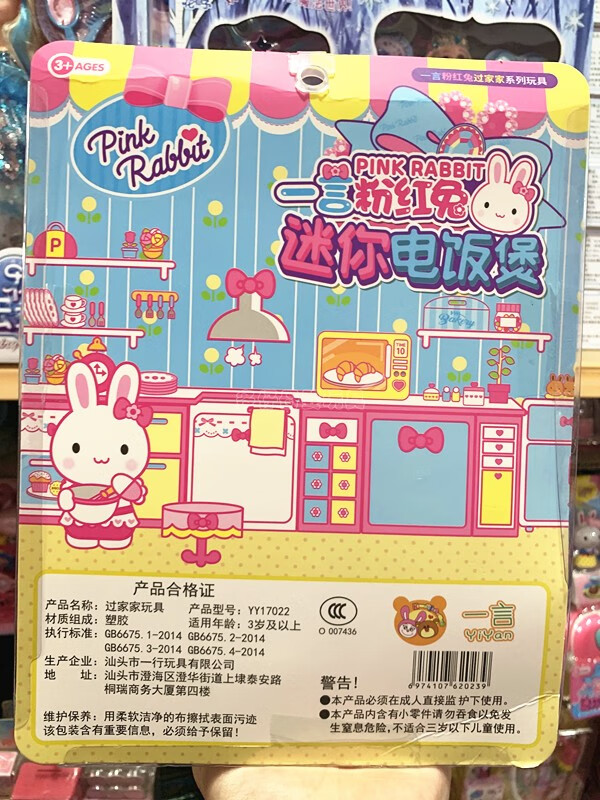 3+AGES
一言粉红兔过家家系列玩具
Pink
Rabbit
PINK RABBIT
一言粉红兔
迷你电饭煲
P
TIME
10
Bakery
产品合格证
产品名称：过家家玩具 产品型号：YY17022
材质组成：塑胶 适用年龄：3岁及以上
执行标准：GB6675.1-2014 GB6675.2-2014
GB6675.3-2014 GB6675.4-2014
生产企业：汕头市一行玩具有限公司
地 址：汕头市澄海区澄华街道上埭泰安路
桐瑞商务大厦第四楼
维护保养：用柔软洁净的布擦拭表面污迹
该包装含有重要信息，必须给予保留！
CCC
O 007436
一言
YiYan
6974107620239
警告！
●本产品必须在成人直接监护下使用。
●本产品内含有小零件请勿吞食以免发
生窒息危险，不适合三岁以下儿童使用。